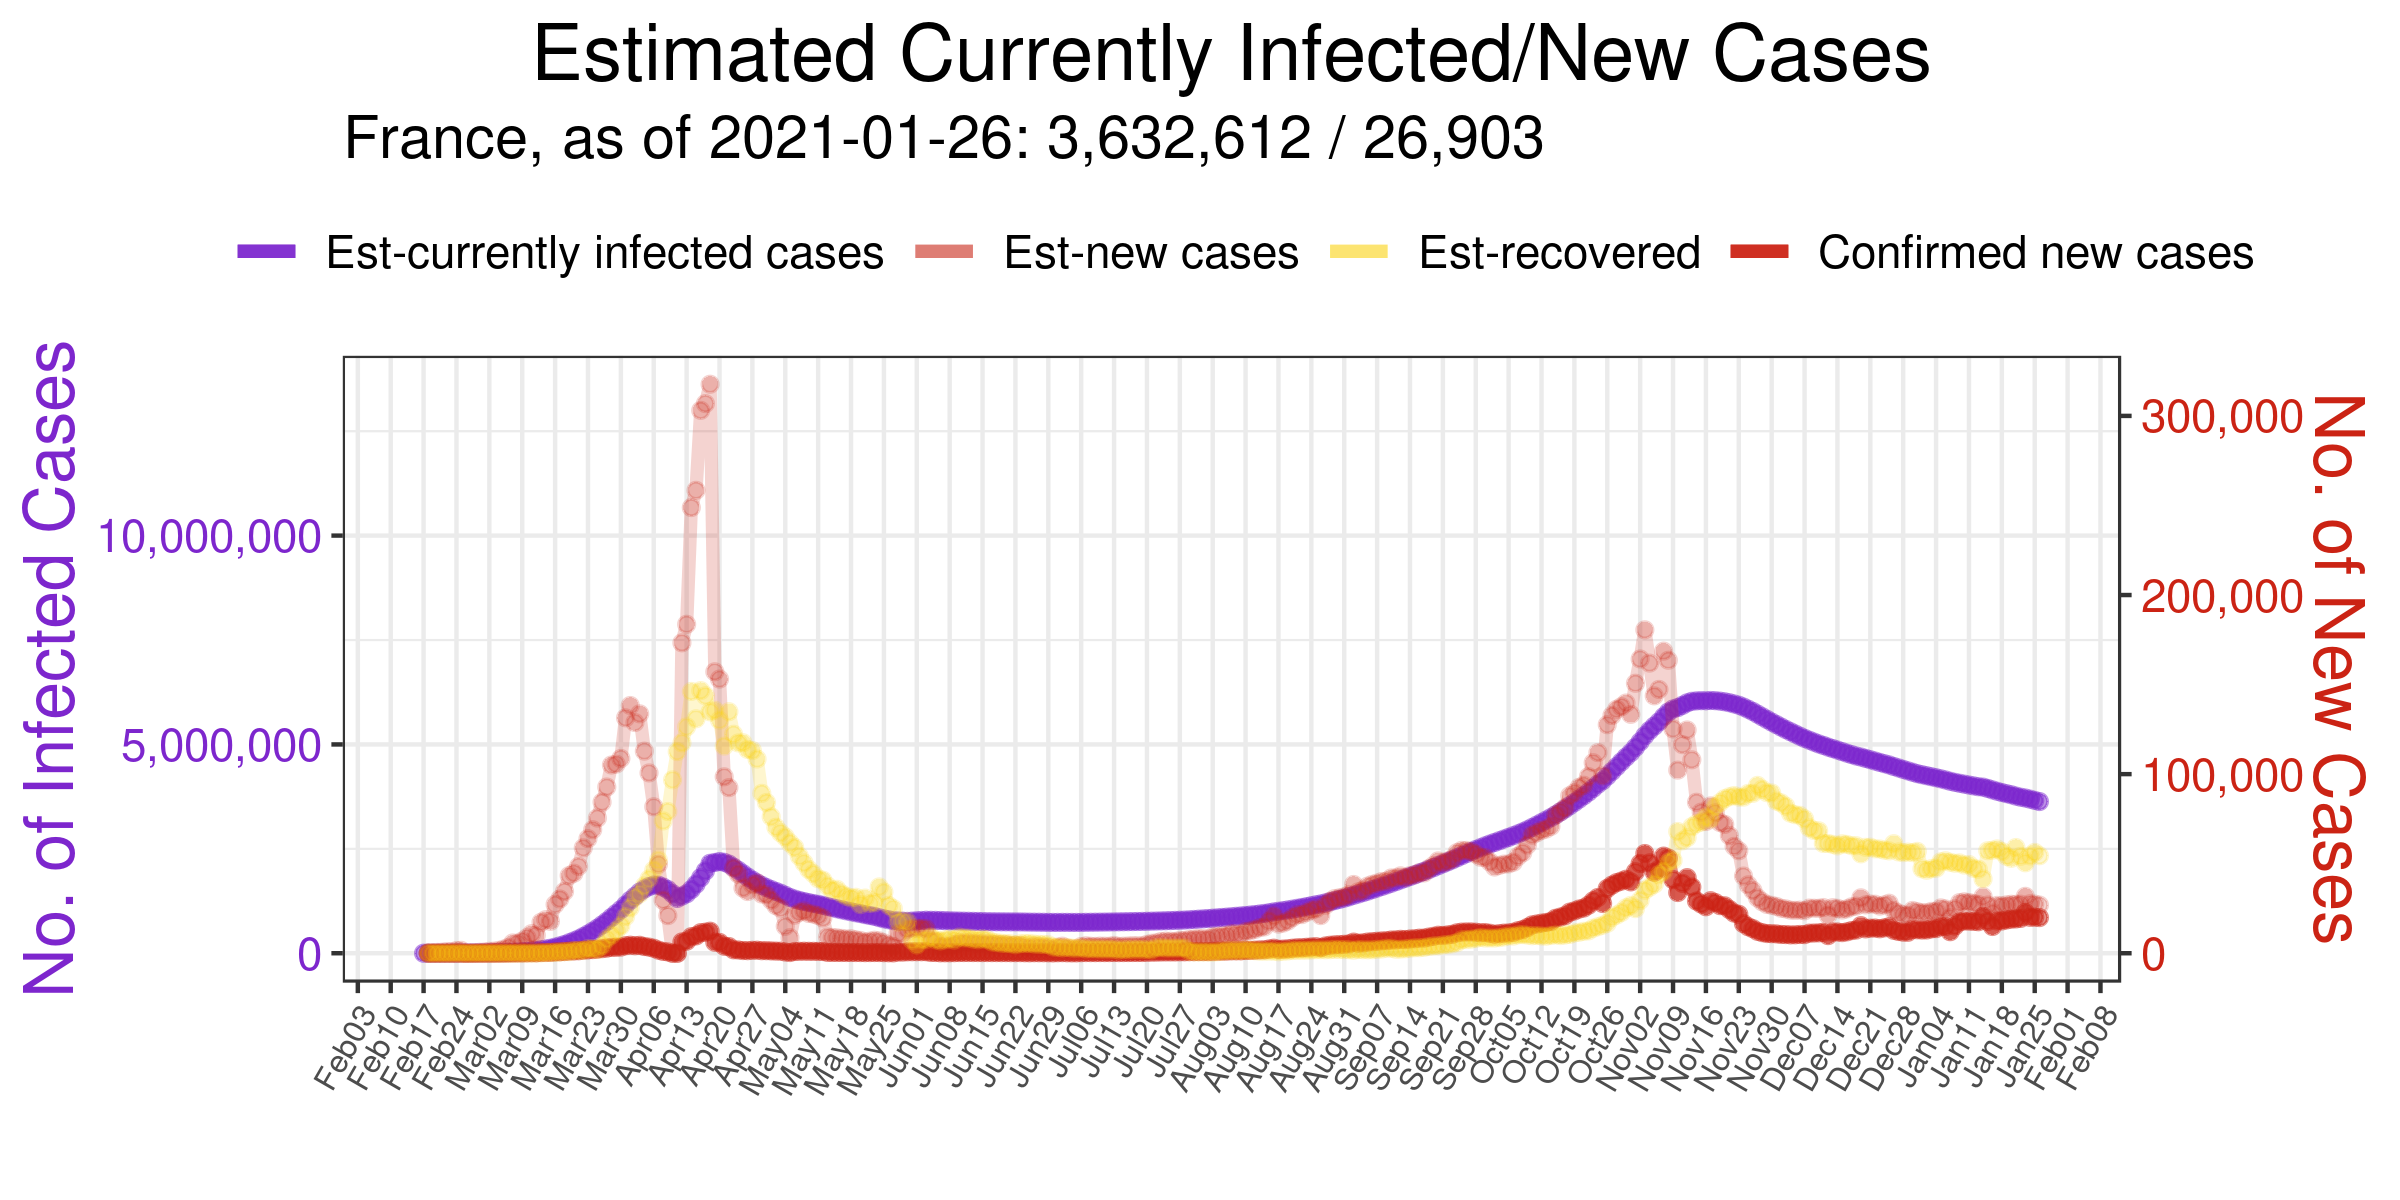 Estimated Currently Infected/New Cases
France, as of 2021-01-26: 3,632,612 / 26,903
Est-currently infected cases Est-new cases Est-recovered Confirmed new cases
No. of Infected Cases
10,000,000
5,000,000
0
300,000
200,000
100,000
0
No. of New Cases
Feb03 Feb10 Feb17 Feb24 Mar02 Mar09 Mar16 Mar23 Mar30 Apr06 Apr13 Apr20 Apr27 May04 May11 May18 May25 Jun01 Jun08 Jun15 Jun22 Jun29 Jul06 Jul13 Jul20 Jul27 Aug03 Aug10 Aug17 Aug24 Aug31 Sep07 Sep14 Sep21 Sep28 Oct05 Oct12 Oct19 Oct26 Nov02 Nov09 Nov16 Nov23 Nov30 Dec07 Dec14 Dec21 Dec28 Jan04 Jan11 Jan18 Jan25 Feb01 Feb08